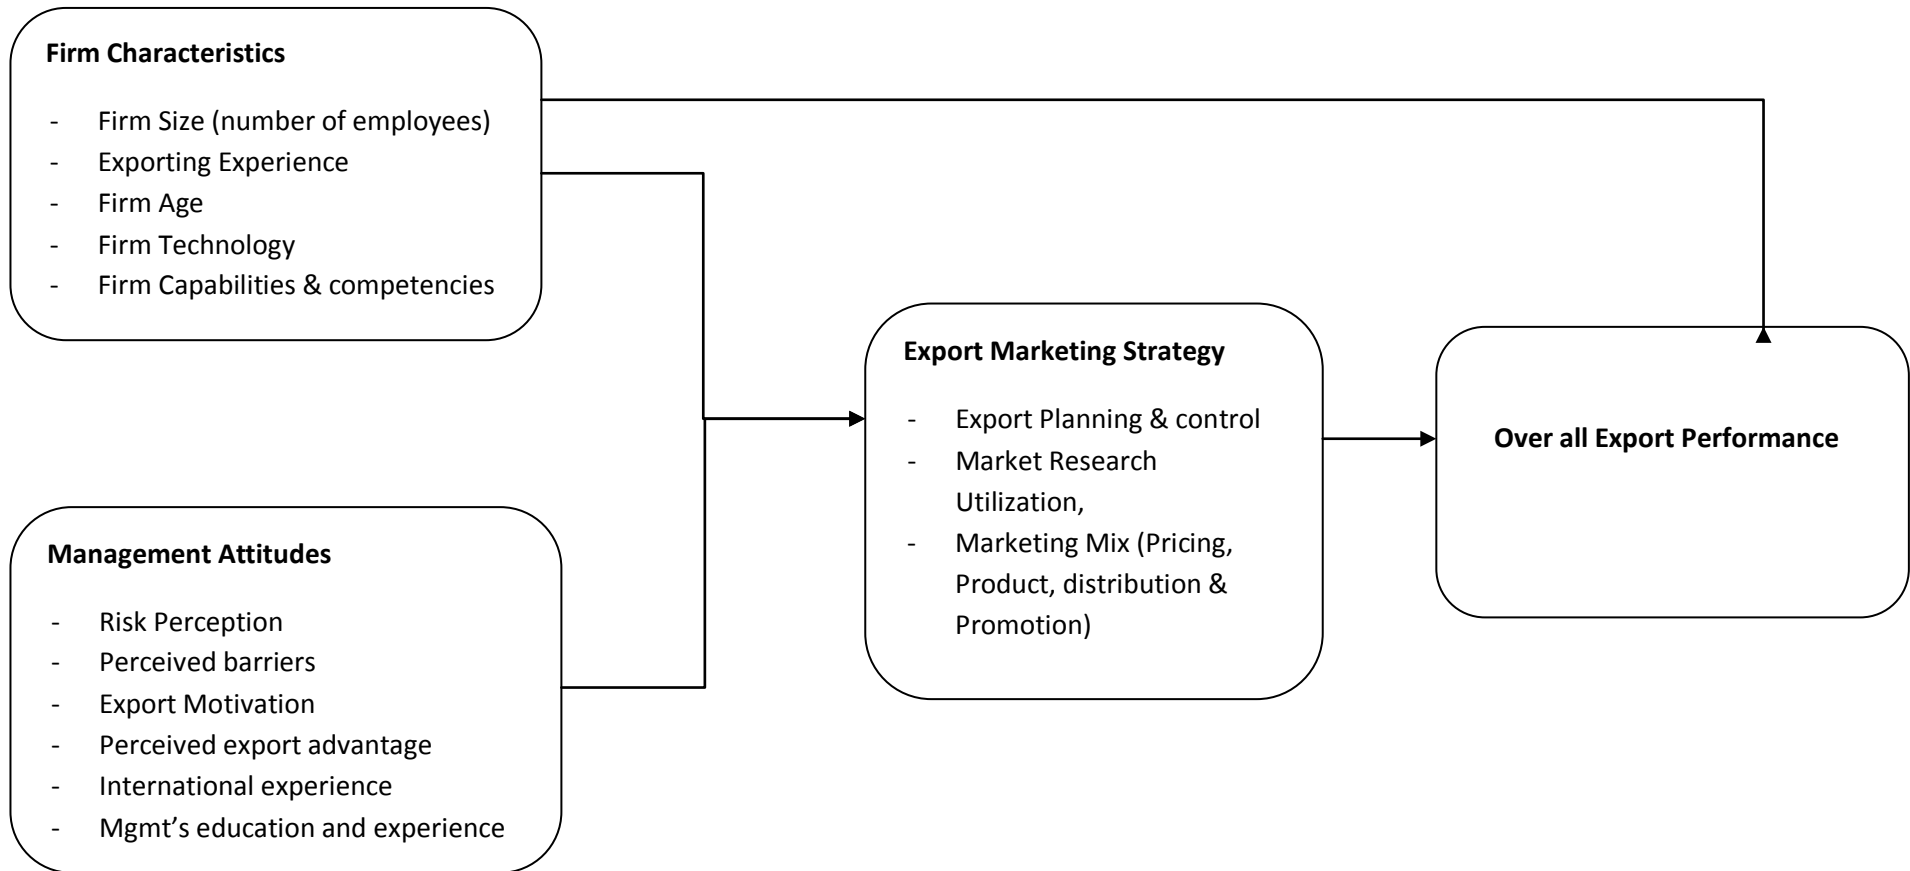 Firm Characteristics
- Firm Size (number of employees)
- Exporting Experience
- Firm Age
- Firm Technology
- Firm Capabilities & competencies
Management Attitudes
- Risk Perception
- Perceived barriers
- Export Motivation
- Perceived export advantage
- International experience
- Mgmt’s education and experience
Export Marketing Strategy
- Export Planning & control
- Market Research
Utilization,
- Marketing Mix (Pricing,
Product, distribution &
Promotion)
Over all Export Performance